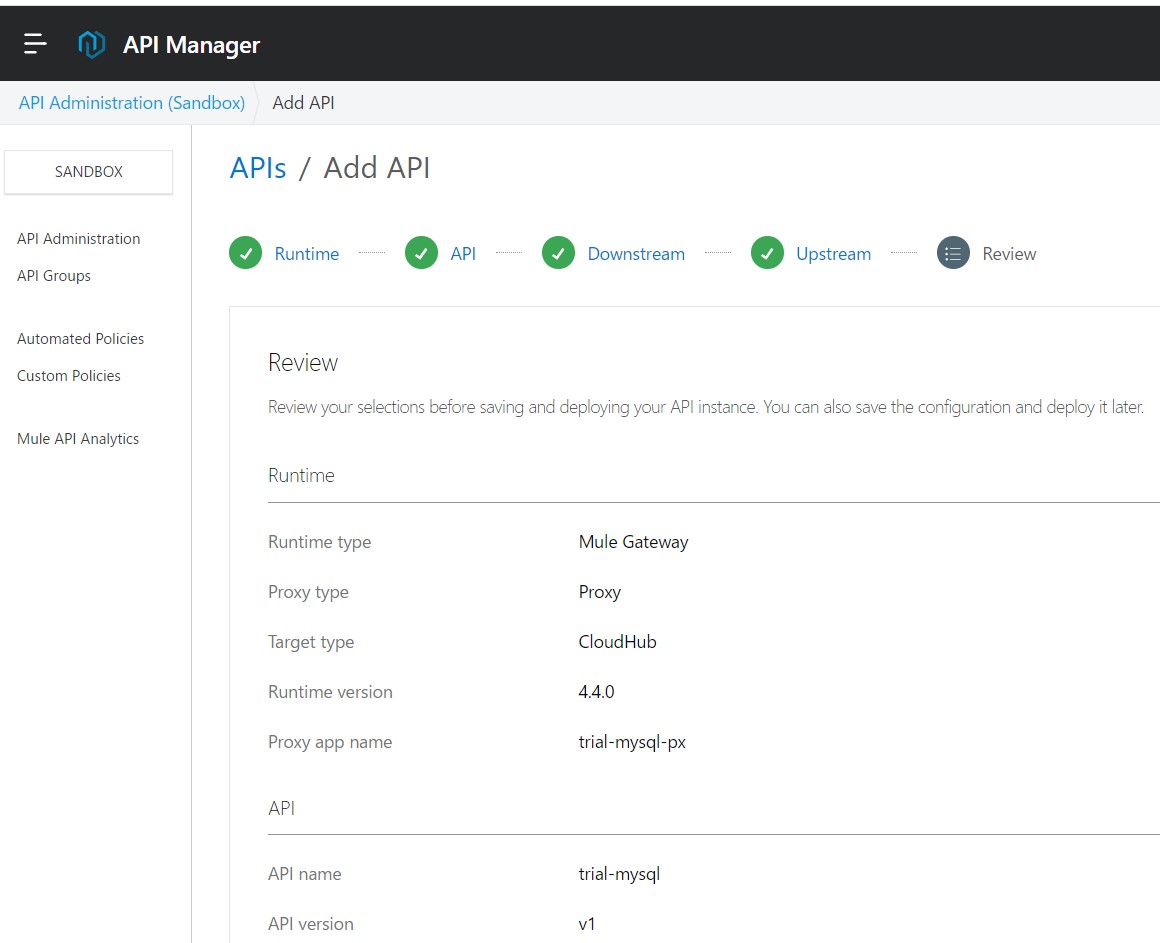 API Manager
API Administration (Sandbox) Add API
SANDBOX
API Administration
API Groups
Automated Policies
Custom Policies
Mule API Analytics
APIs / Add API
Runtime API Downstream Upstream Review
Review
Review your selections before saving and deploying your API instance. You can also save the configuration and deploy it later.
Runtime
Runtime type Mule Gateway
Proxy type Proxy
Target type CloudHub
Runtime version 4.4.0
Proxy app name trial-mysql-px
API
API name trial-mysql
API version v1